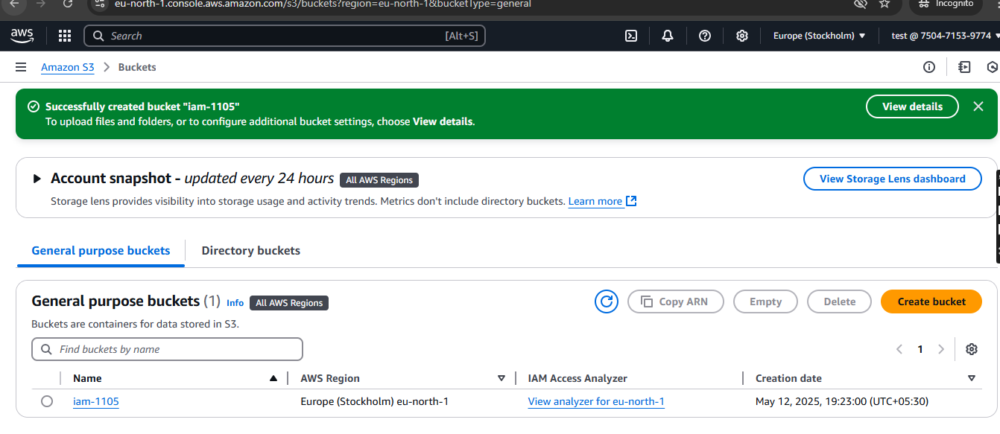 eu-north-1.console.aws.amazon.com/s3/buckets?region=eu-north-1&bucketType=general
Incognito
aws
Search
[Alt+S]
Europe (Stockholm)
test @ 7504-7153-9774
Amazon S3
Buckets
Successfully created bucket "iam-1105"
To upload files and folders, or to configure additional bucket settings, choose View details.
View details
Account snapshot - updated every 24 hours
All AWS Regions
View Storage Lens dashboard
Storage lens provides visibility into storage usage and activity trends. Metrics don't include directory buckets. Learn more
General purpose buckets
Directory buckets
General purpose buckets (1)
Info
All AWS Regions
Copy ARN
Empty
Delete
Create bucket
Buckets are containers for data stored in S3.
Find buckets by name
1
Name
AWS Region
IAM Access Analyzer
Creation date
iam-1105
Europe (Stockholm) eu-north-1
View analyzer for eu-north-1
May 12, 2025, 19:23:00 (UTC+05:30)